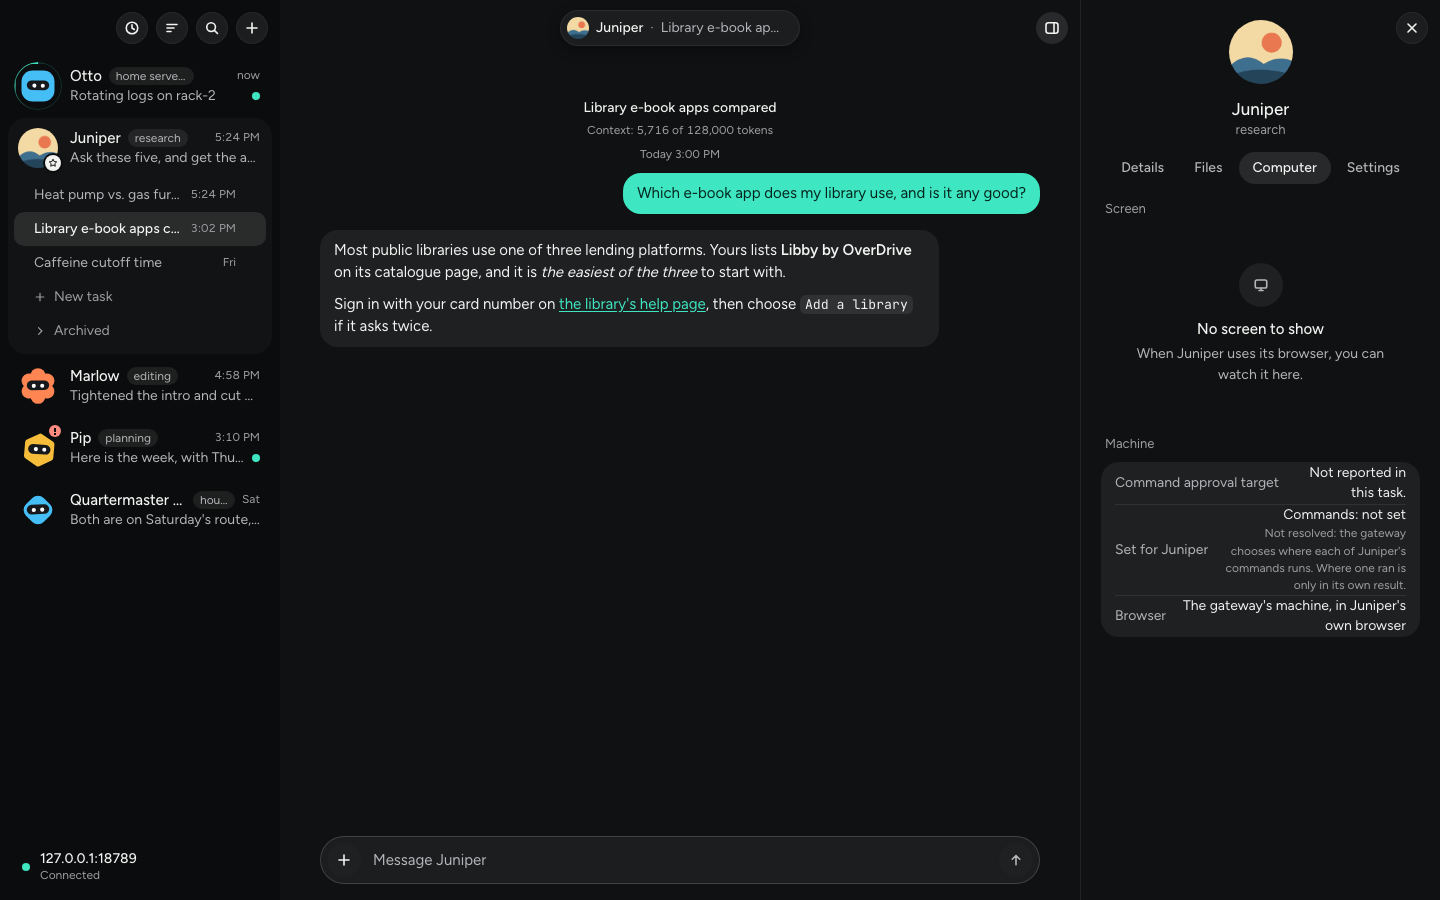 Otto home serve... now
Rotating logs on rack-2
Juniper research 5:24 PM
Ask these five, and get the a...
Heat pump vs. gas fur... 5:24 PM
Library e-book apps c... 3:02 PM
Caffeine cutoff time Fri
New task
Archived
Marlow editing 4:58 PM
Tightened the intro and cut ...
Pip planning 3:10 PM
Here is the week, with Thu...
Quartermaster ... hou... Sat
Both are on Saturday's route,...
127.0.0.1:18789
Connected
Juniper · Library e-book ap...
Library e-book apps compared
Context: 5,716 of 128,000 tokens
Today 3:00 PM
Which e-book app does my library use, and is it any good?
Most public libraries use one of three lending platforms. Yours lists Libby by OverDrive
on its catalogue page, and it is the easiest of the three to start with.
Sign in with your card number on the library's help page, then choose Add a library
if it asks twice.
Message Juniper
Juniper
research
Details Files Computer Settings
Screen
No screen to show
When Juniper uses its browser, you can
watch it here.
Machine
Command approval target Not reported in
this task.
Set for Juniper Commands: not set
Not resolved: the gateway
chooses where each of Juniper's
commands runs. Where one ran is
only in its own result.
Browser The gateway's machine, in Juniper's
own browser